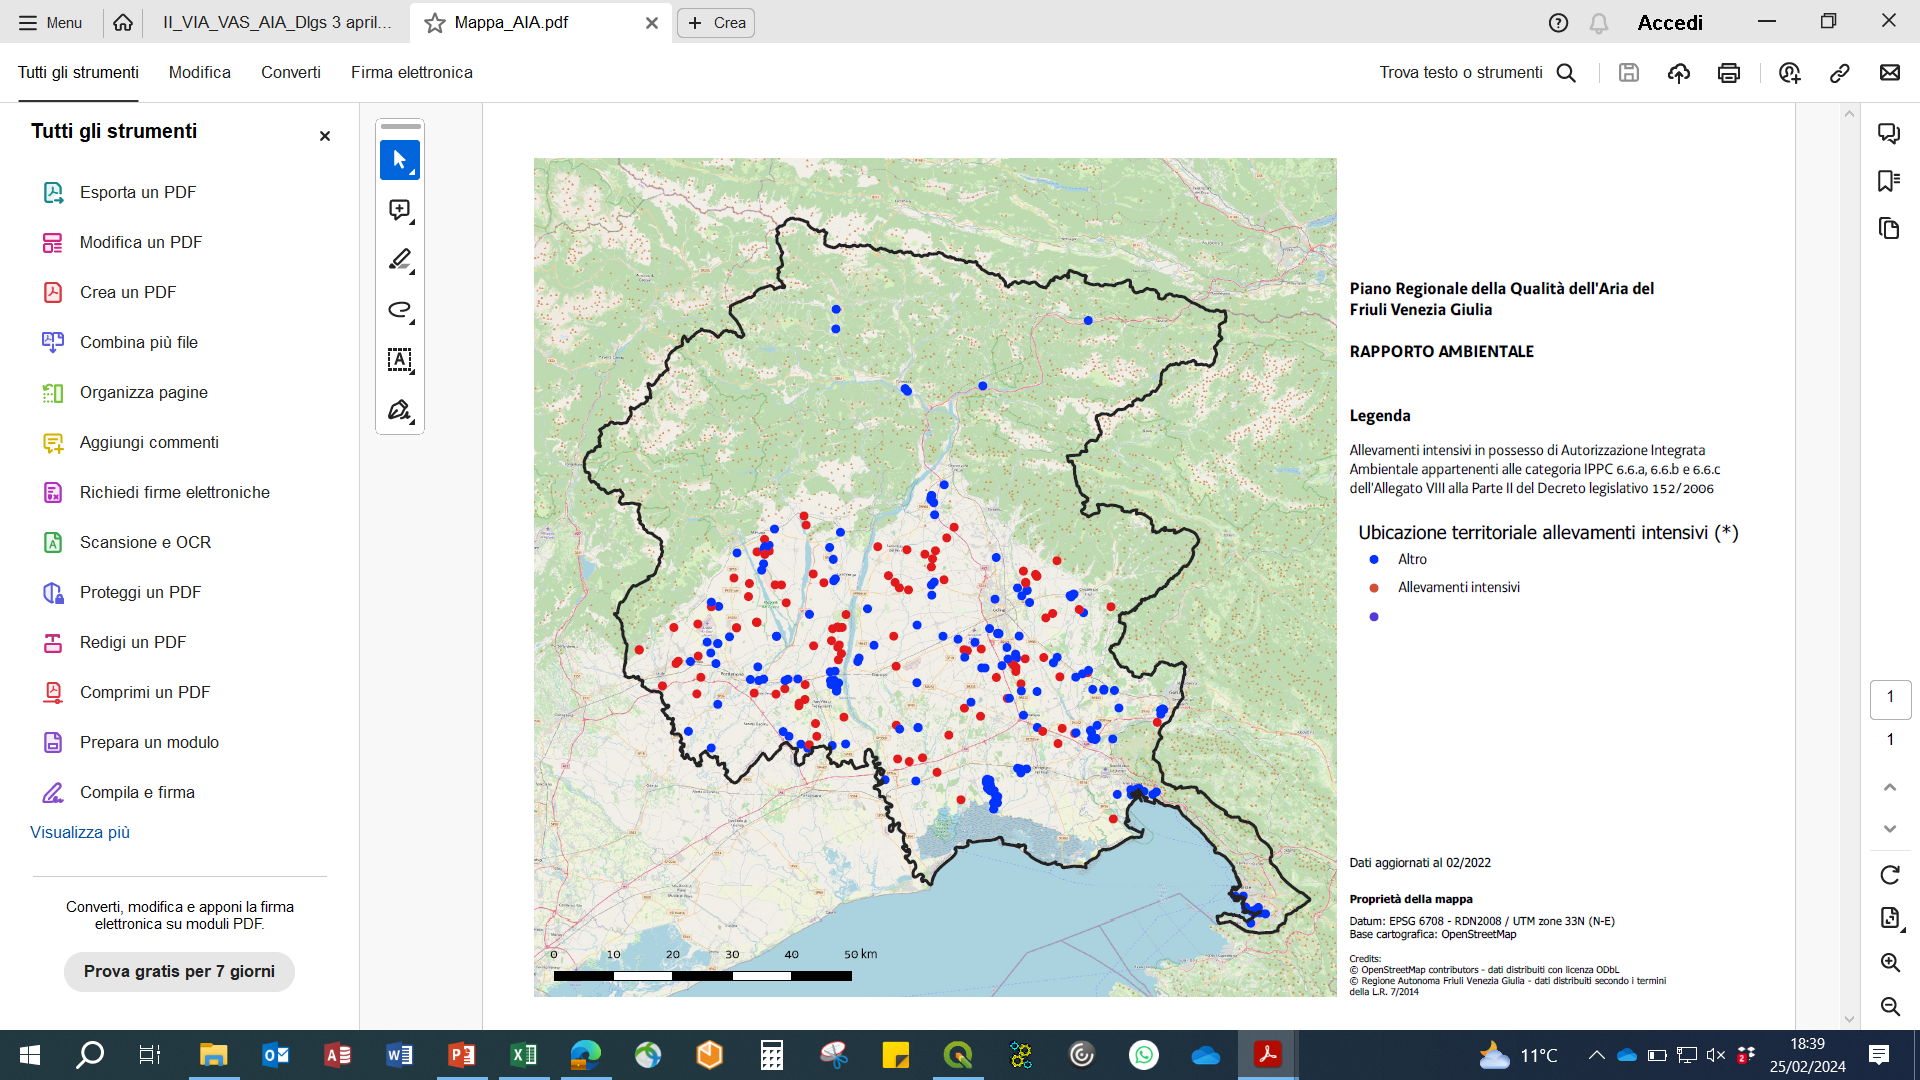 Menu
II_VIA_VAS_AIA_Dlgs 3 april...
Mappa_AIA.pdf
Crea
Accedi
Tutti gli strumenti
Modifica
Converti
Firma elettronica
Trova testo o strumenti
Tutti gli strumenti
Esporta un PDF
Modifica un PDF
Crea un PDF
Combina più file
Organizza pagine
Aggiungi commenti
Richiedi firme elettroniche
Scansione e OCR
Proteggi un PDF
Redigi un PDF
Comprimi un PDF
Prepara un modulo
Compila e firma
Visualizza più
Converti, modifica e apponi la firma
elettronica su moduli PDF.
Prova gratis per 7 giorni
0 10 20 30 40 50 km
Piano Regionale della Qualità dell'Aria del
Friuli Venezia Giulia
RAPPORTO AMBIENTALE
Legenda
Allevamenti intensivi in possesso di Autorizzazione Integrata
Ambientale appartenenti alle categoria IPPC 6.6.a, 6.6.b e 6.6.c
dell'Allegato VIII alla Parte II del Decreto legislativo 152/2006
Ubicazione territoriale allevamenti intensivi (*)
Altro
Allevamenti intensivi
Dati aggiornati al 02/2022
Proprietà della mappa
Datum: EPSG 6708 - RDN2008 / UTM zone 33N (N-E)
Base cartografica: OpenStreetMap
Credits:
© OpenStreetMap contributors - dati distribuiti con licenza ODbL
© Regione Autonoma Friuli Venezia Giulia - dati distribuiti secondo i termini
della L.R. 7/2014
1
1
11°C
18:39
25/02/2024